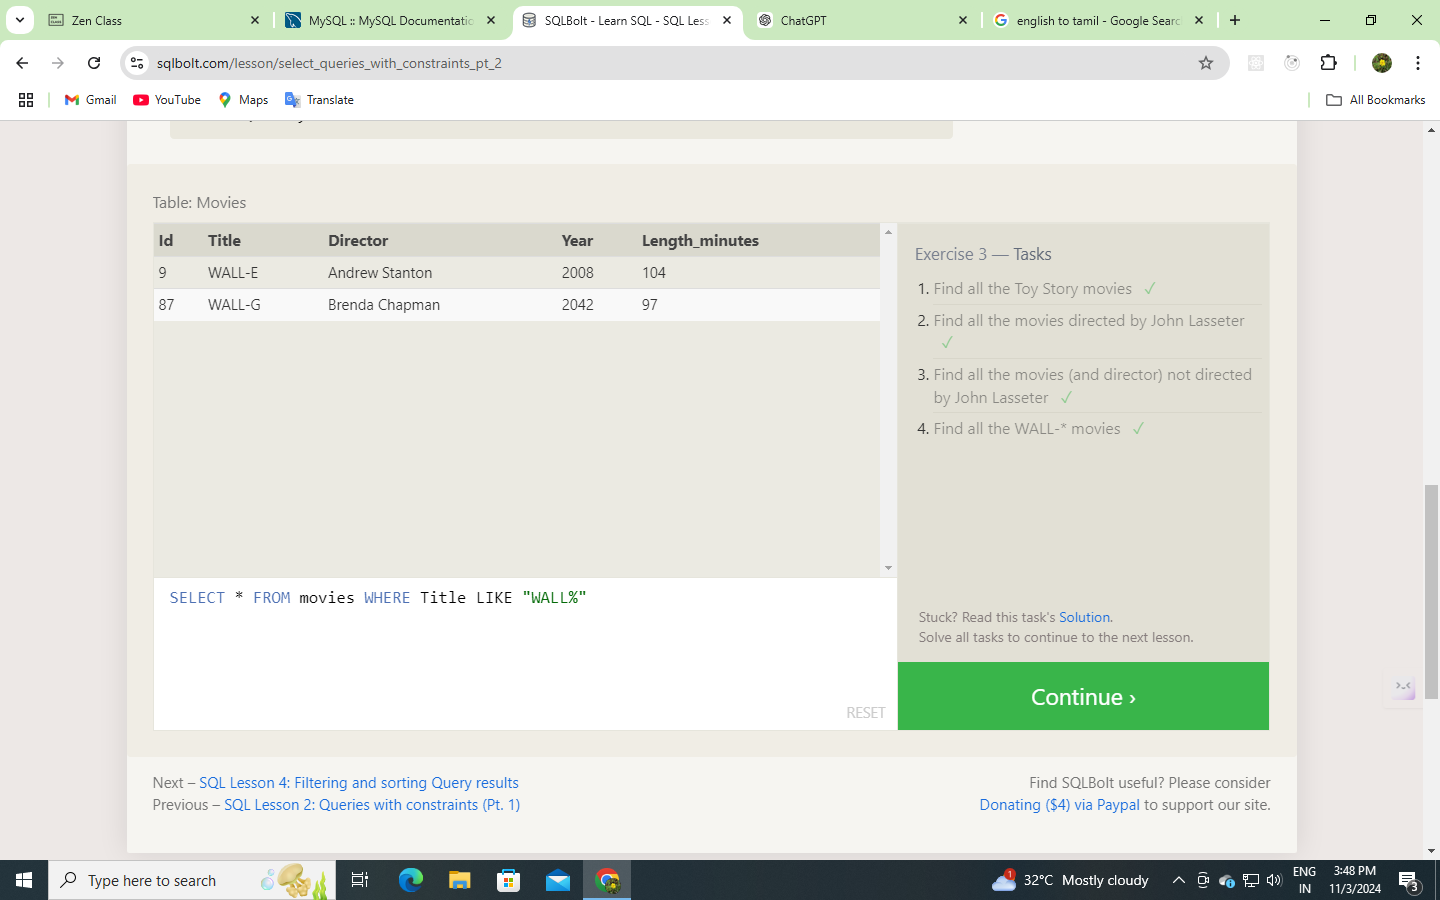 Zen Class
MySQL :: MySQL Documentatio
SQLBolt - Learn SQL - SQL Less
ChatGPT
english to tamil - Google Searc
sqlbolt.com/lesson/select_queries_with_constraints_pt_2
Gmail
YouTube
Maps
Translate
All Bookmarks
Table: Movies
Id Title Director Year Length_minutes
9 WALL-E Andrew Stanton 2008 104
87 WALL-G Brenda Chapman 2042 97
Exercise 3 — Tasks
1. Find all the Toy Story movies ✓
2. Find all the movies directed by John Lasseter
✓
3. Find all the movies (and director) not directed
by John Lasseter ✓
4. Find all the WALL-* movies ✓
SELECT * FROM movies WHERE Title LIKE "WALL%"
RESET
Stuck? Read this task's Solution.
Solve all tasks to continue to the next lesson.
Continue ›
Next – SQL Lesson 4: Filtering and sorting Query results
Previous – SQL Lesson 2: Queries with constraints (Pt. 1)
Find SQLBolt useful? Please consider
Donating ($4) via Paypal to support our site.
Type here to search
1
32°C Mostly cloudy
ENG
IN
3:48 PM
11/3/2024
3